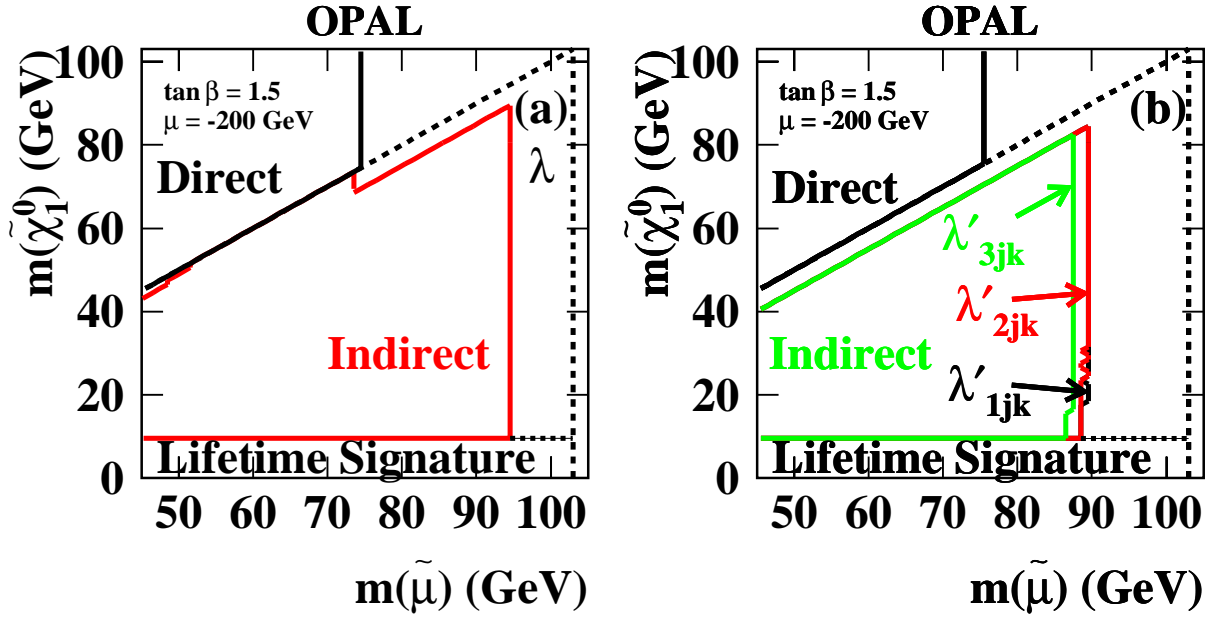 OPAL
m(χ̃⁰₁) (GeV)
100
80
60
40
20
0
tan β = 1.5
μ = -200 GeV
(a)
λ
Direct
Indirect
Lifetime Signature
50 60 70 80 90 100
m(μ̃) (GeV)
OPAL
m(χ̃⁰₁) (GeV)
100
80
60
40
20
0
tan β = 1.5
μ = -200 GeV
(b)
Direct
λ′3jk
λ′2jk
Indirect
λ′1jk
Lifetime Signature
50 60 70 80 90 100
m(μ̃) (GeV)